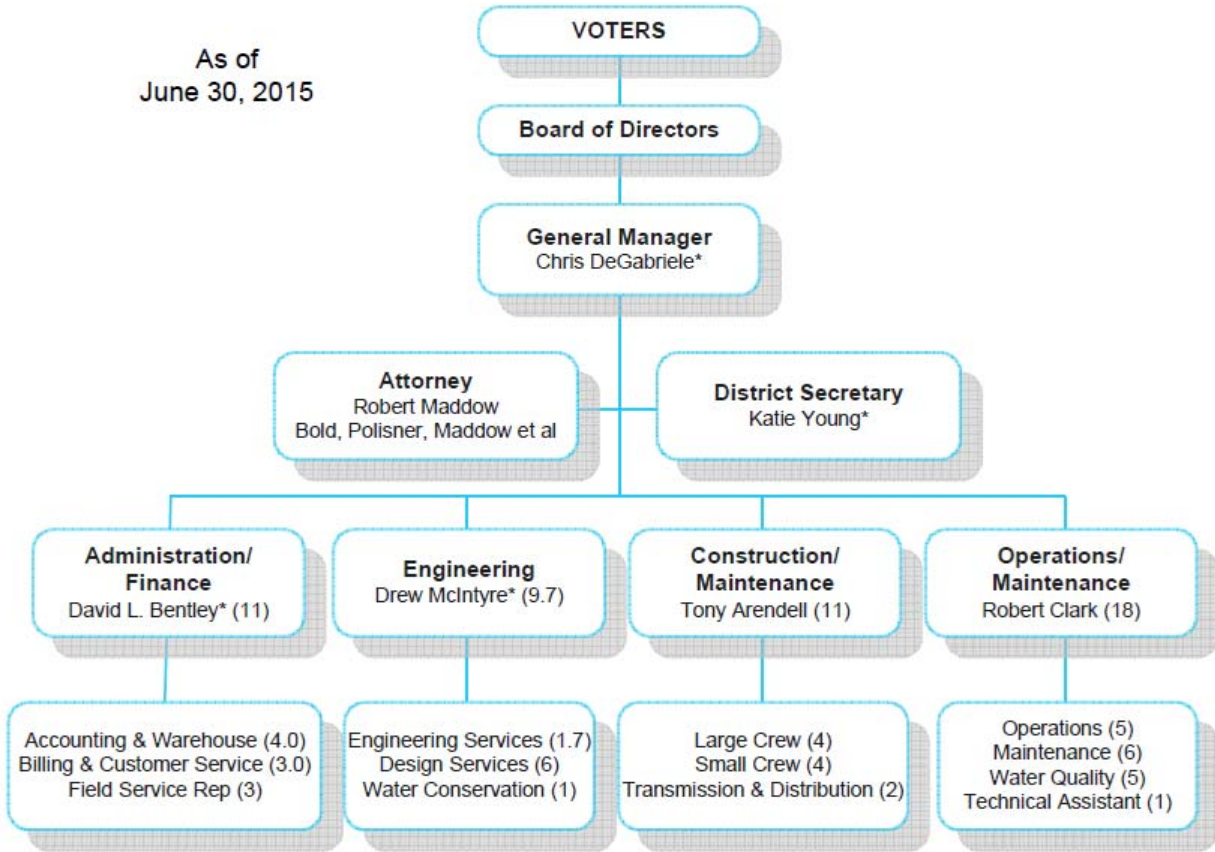 As of
June 30, 2015
VOTERS
Board of Directors
General Manager
Chris DeGabriele*
Attorney
Robert Maddow
Bold, Polisner, Maddow et al
District Secretary
Katie Young*
Administration/
Finance
David L. Bentley* (11)
Engineering
Drew McIntyre* (9.7)
Construction/
Maintenance
Tony Arendell (11)
Operations/
Maintenance
Robert Clark (18)
Accounting & Warehouse (4.0)
Billing & Customer Service (3.0)
Field Service Rep (3)
Engineering Services (1.7)
Design Services (6)
Water Conservation (1)
Large Crew (4)
Small Crew (4)
Transmission & Distribution (2)
Operations (5)
Maintenance (6)
Water Quality (5)
Technical Assistant (1)